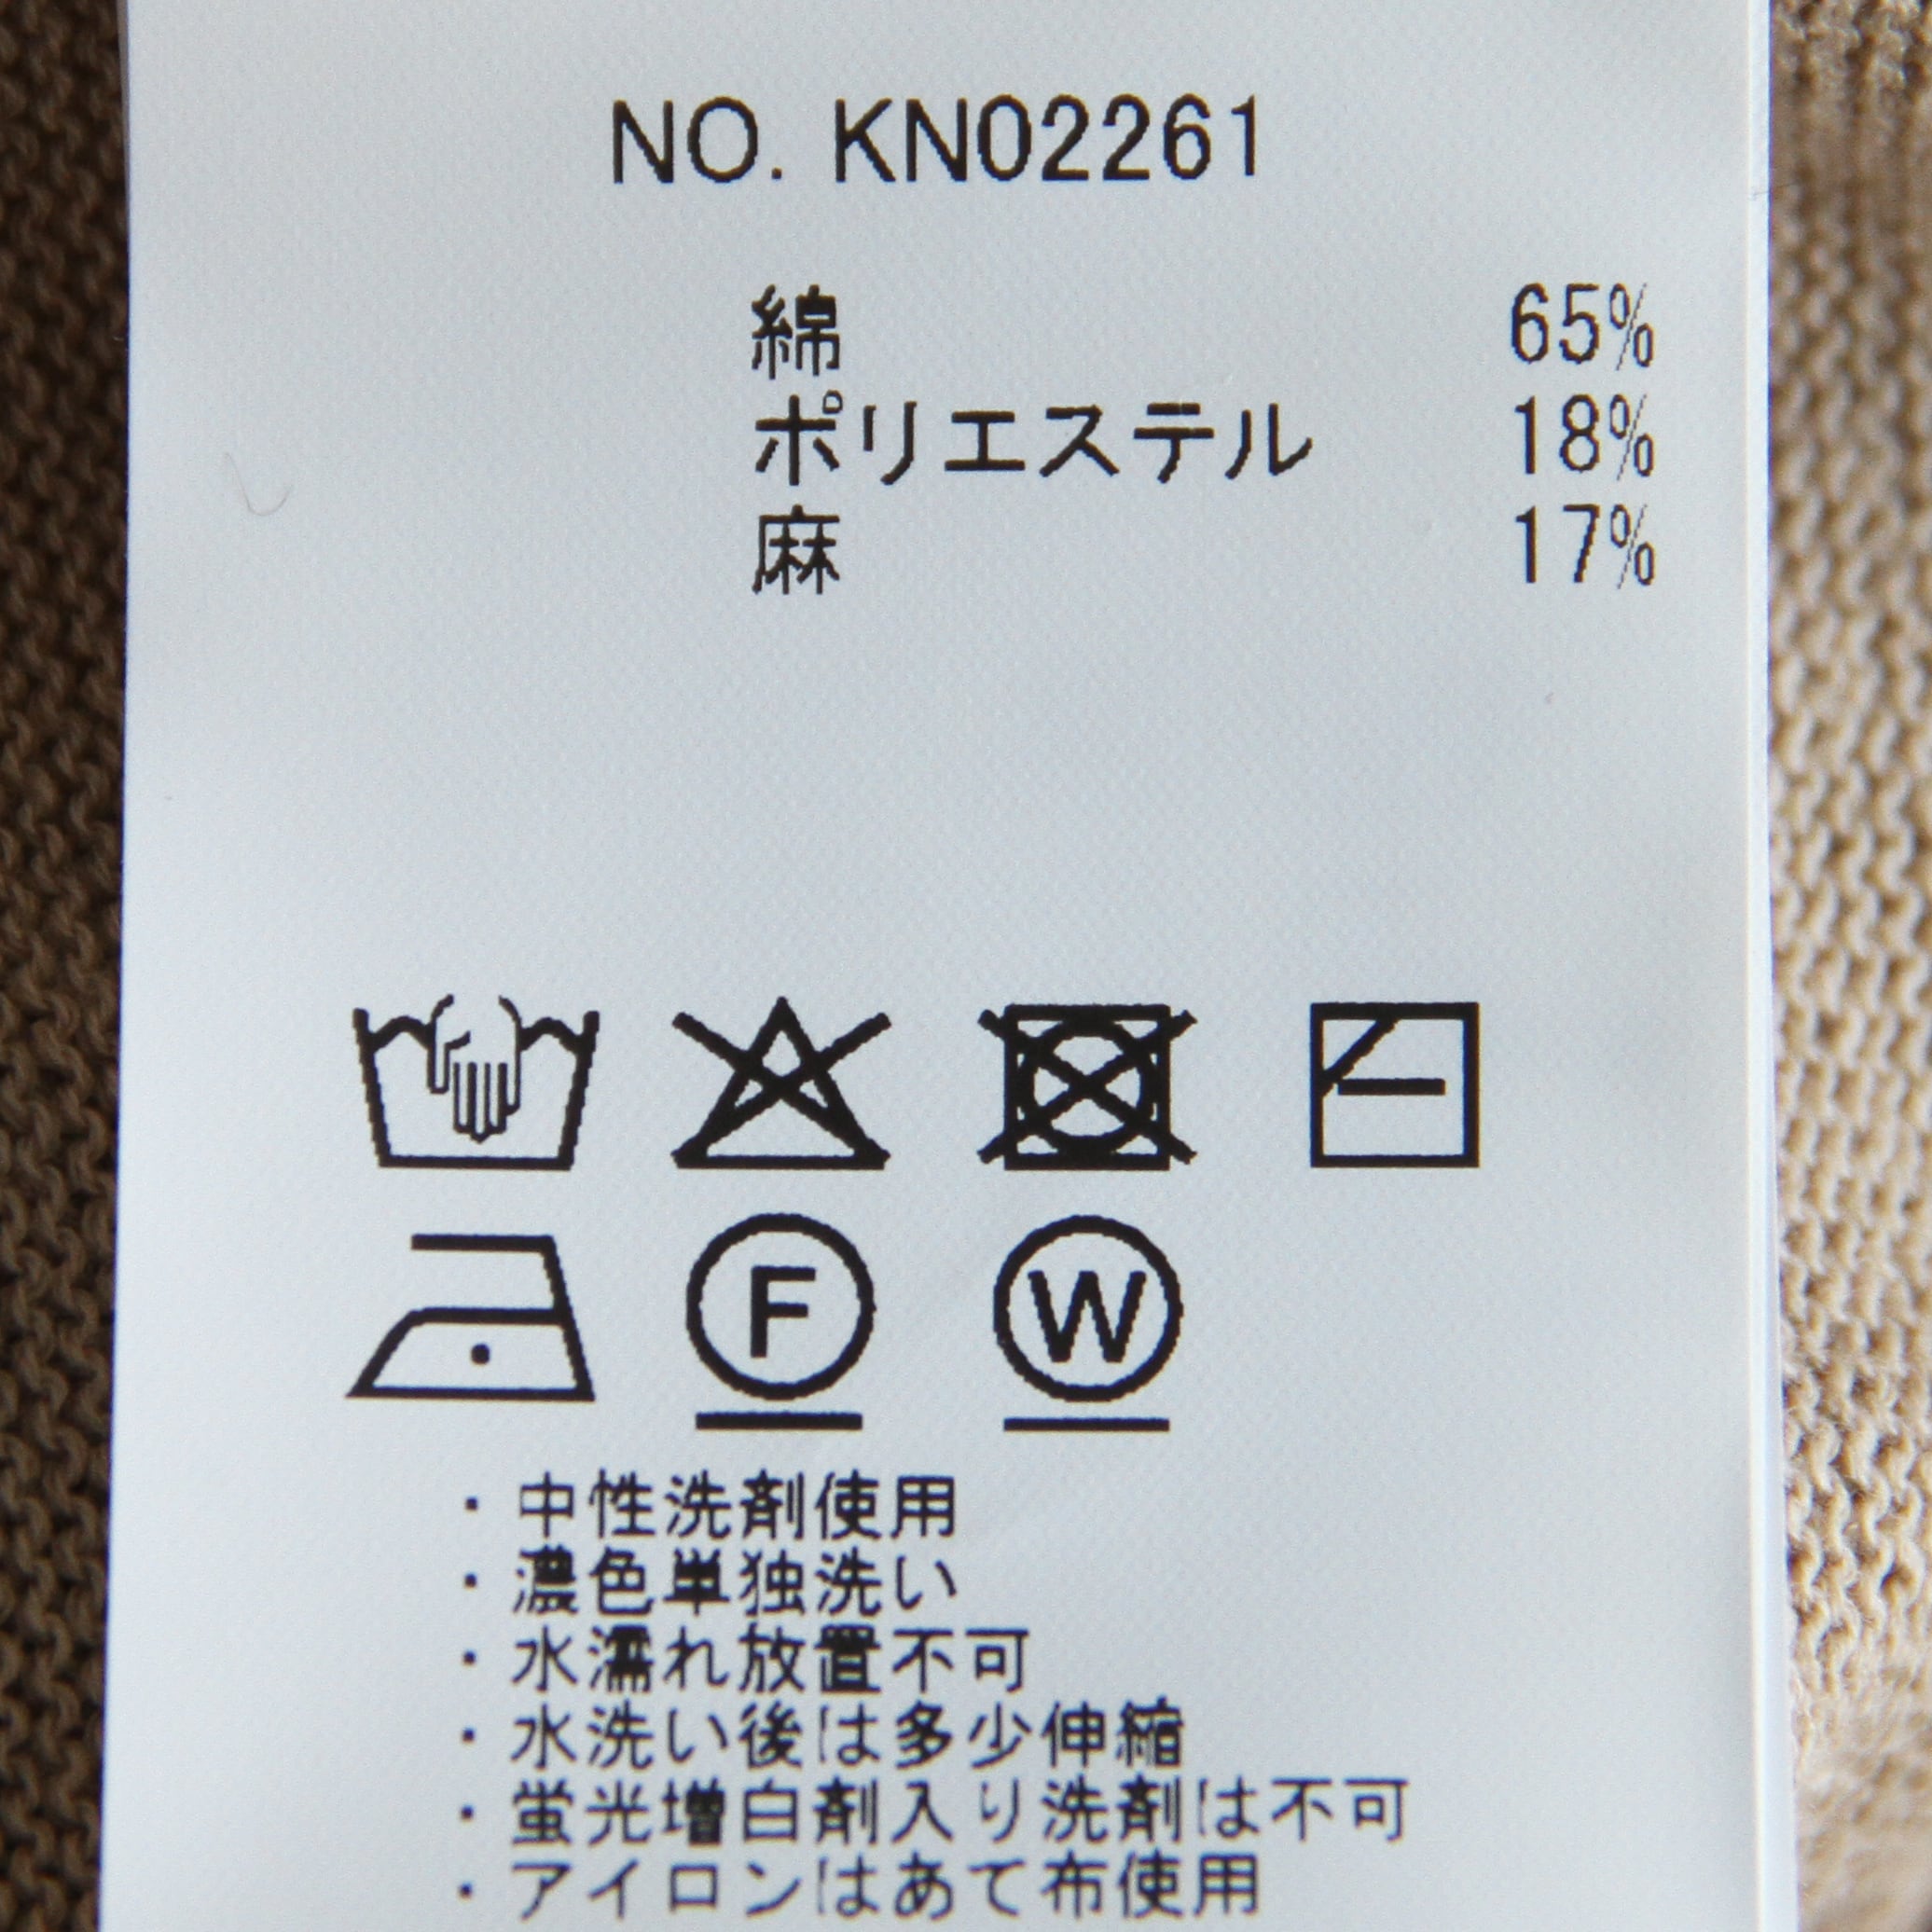 NO. KN02261
綿 65%
ポリエステル 18%
麻 17%
F W
・中性洗剤使用
・濃色単独洗い
・水濡れ放置不可
・水洗い後は多少伸縮
・蛍光増白剤入り洗剤は不可
・アイロンはあて布使用